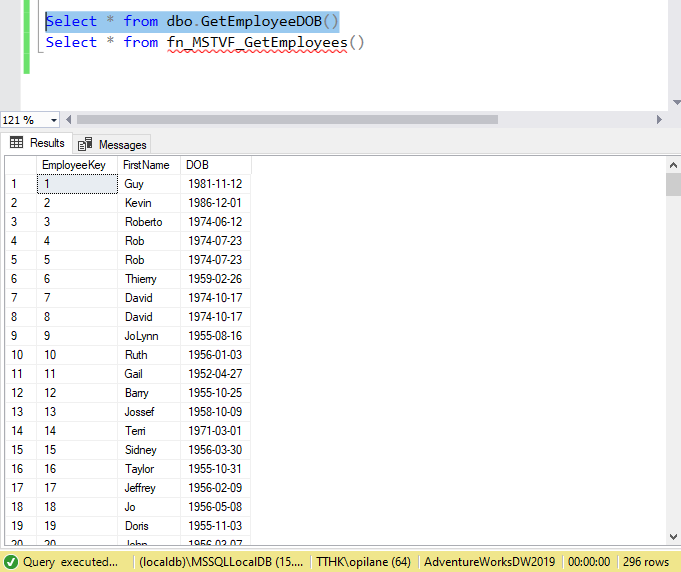 Select * from dbo.GetEmployeeDOB()
Select * from fn_MSTVF_GetEmployees()
121 %
Results Messages
EmployeeKey FirstName DOB
1 1 Guy 1981-11-12
2 2 Kevin 1986-12-01
3 3 Roberto 1974-06-12
4 4 Rob 1974-07-23
5 5 Rob 1974-07-23
6 6 Thierry 1959-02-26
7 7 David 1974-10-17
8 8 David 1974-10-17
9 9 JoLynn 1955-08-16
10 10 Ruth 1956-01-03
11 11 Gail 1952-04-27
12 12 Barry 1955-10-25
13 13 Jossef 1958-10-09
14 14 Terri 1971-03-01
15 15 Sidney 1956-03-30
16 16 Taylor 1955-10-31
17 17 Jeffrey 1956-02-09
18 18 Jo 1956-05-08
19 19 Doris 1955-11-03
20 20 John 1956-03-07
Query executed... (localdb)\MSSQLLocalDB (15.... TTHK\opilane (64) AdventureWorksDW2019 00:00:00 296 rows